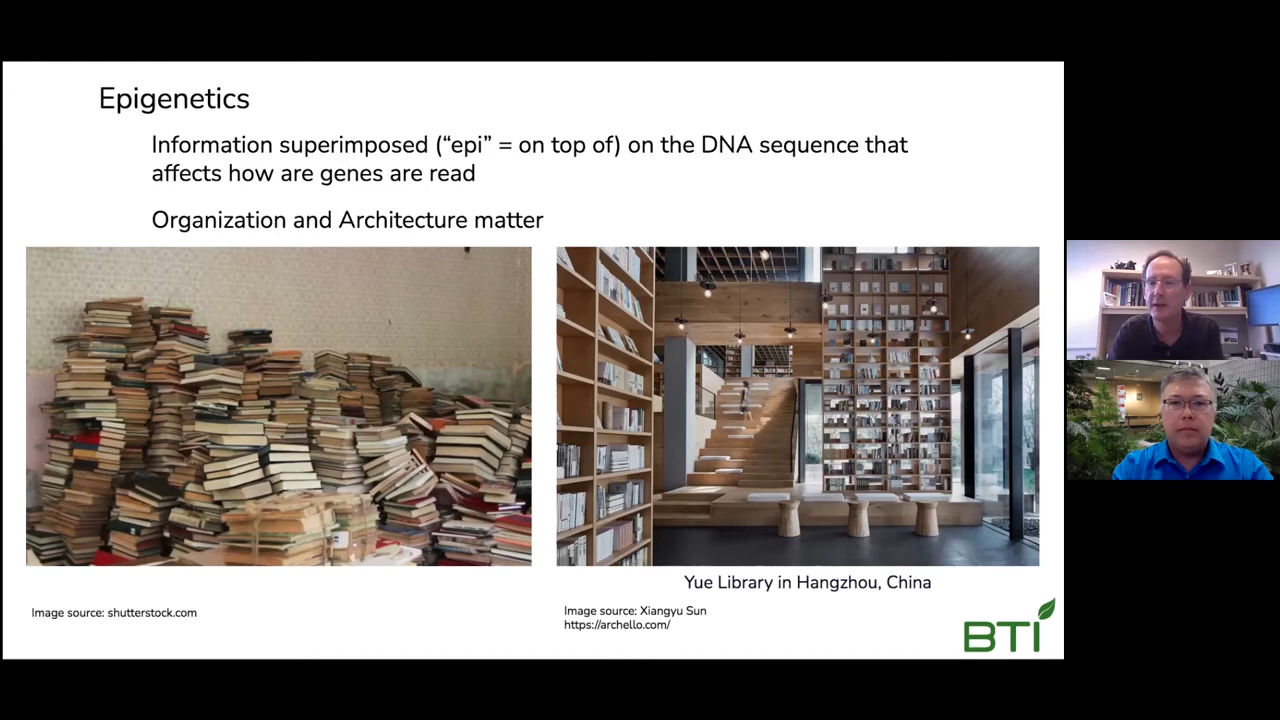 Epigenetics
Information superimposed (“epi” = on top of) on the DNA sequence that
affects how are genes are read
Organization and Architecture matter
Yue Library in Hangzhou, China
Image source: shutterstock.com
Image source: Xiangyu Sun
https://archello.com/
BTI